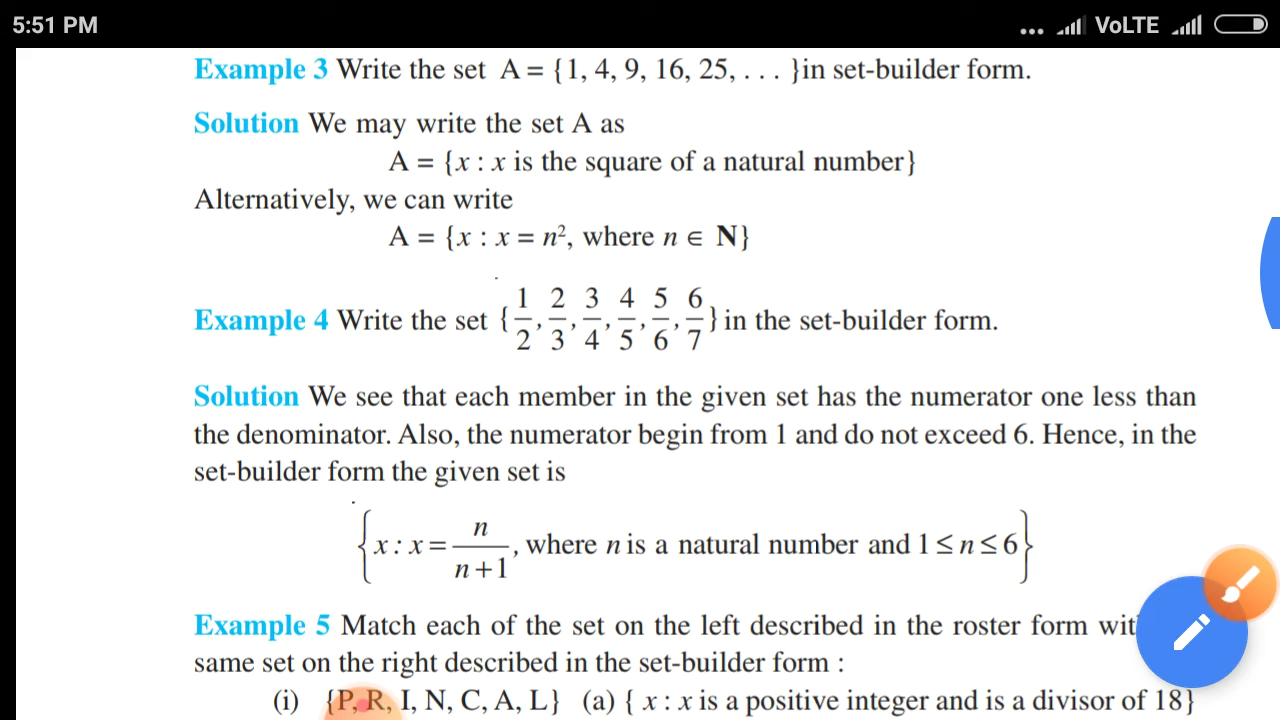 5:51 PM
... VoLTE
Example 3 Write the set A = {1, 4, 9, 16, 25, . . . }in set-builder form.
Solution We may write the set A as
A = {x : x is the square of a natural number}
Alternatively, we can write
A = {x : x = n², where n ∈ N}
Example 4 Write the set {1/2, 2/3, 3/4, 4/5, 5/6, 6/7} in the set-builder form.
Solution We see that each member in the given set has the numerator one less than
the denominator. Also, the numerator begin from 1 and do not exceed 6. Hence, in the
set-builder form the given set is
{x : x = n/(n+1), where n is a natural number and 1 ≤ n ≤ 6}
Example 5 Match each of the set on the left described in the roster form wit
same set on the right described in the set-builder form :
(i) {P, R, I, N, C, A, L} (a) { x : x is a positive integer and is a divisor of 18}